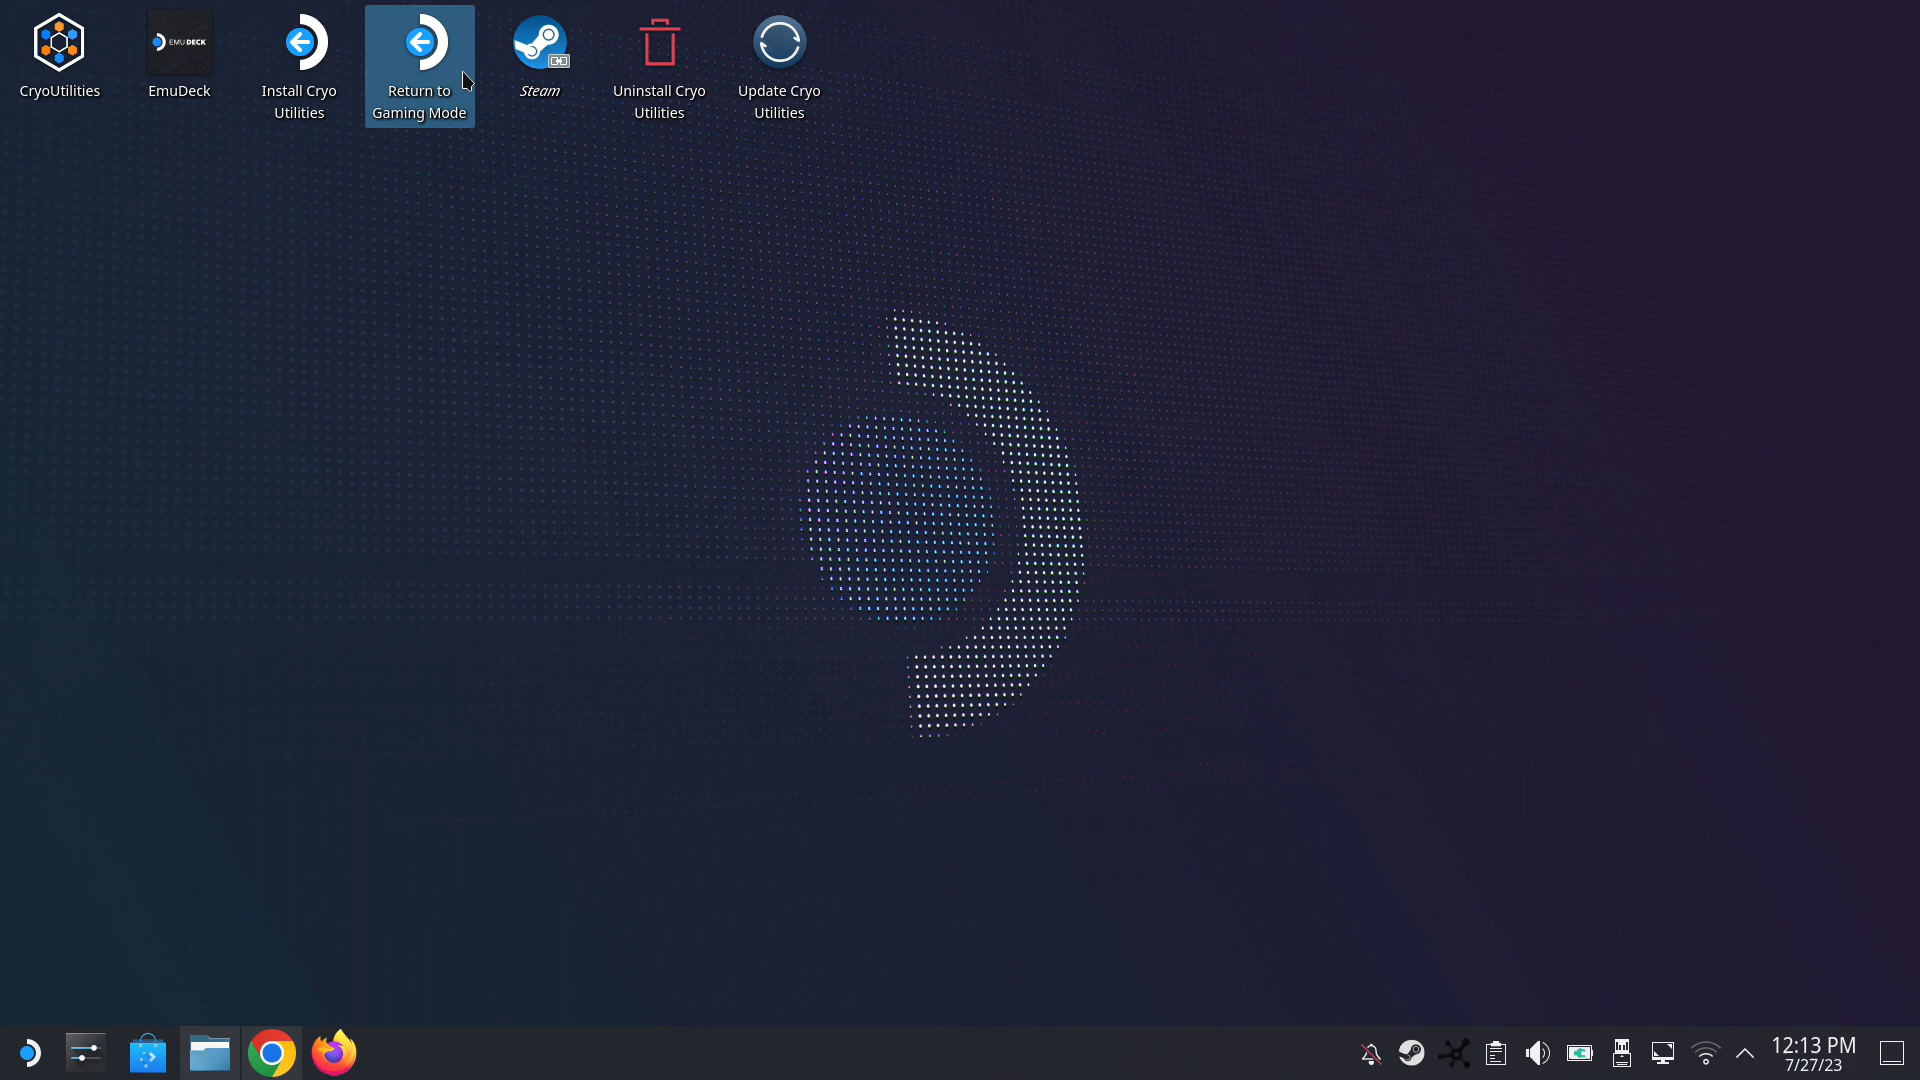 EMUDECK
CryoUtilities
EmuDeck
Install Cryo
Utilities
Return to
Gaming Mode
Steam
Uninstall Cryo
Utilities
Update Cryo
Utilities
12:13 PM
7/27/23